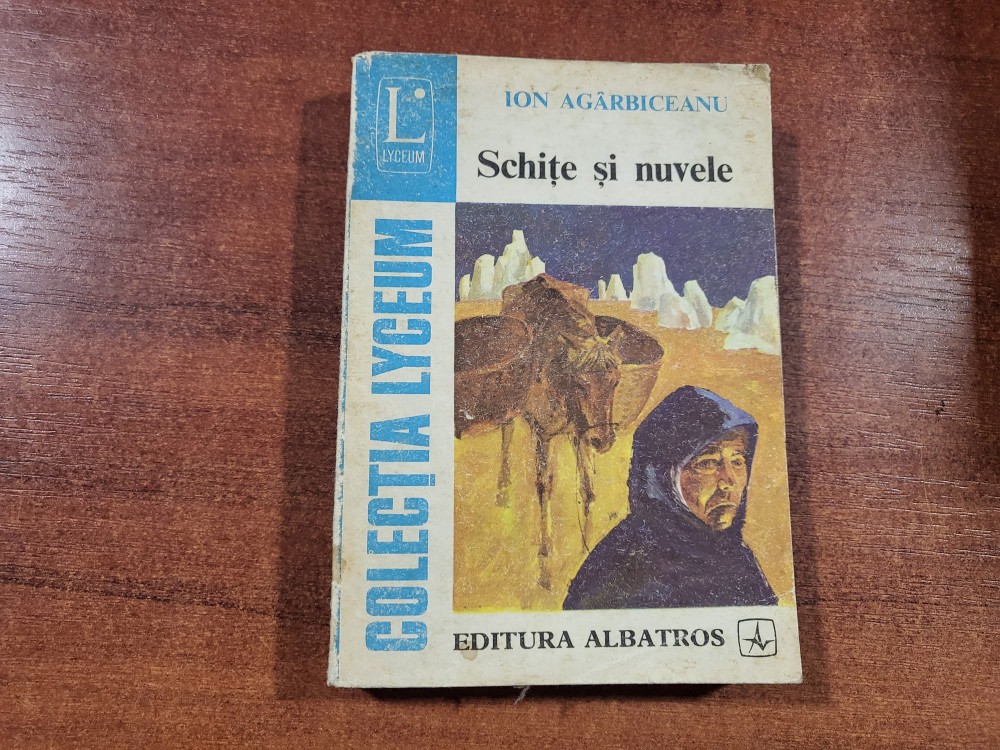 L
LYCEUM
ION AGÂRBICEANU
Schițe și nuvele
COLECȚIA LYCEUM
EDITURA ALBATROS